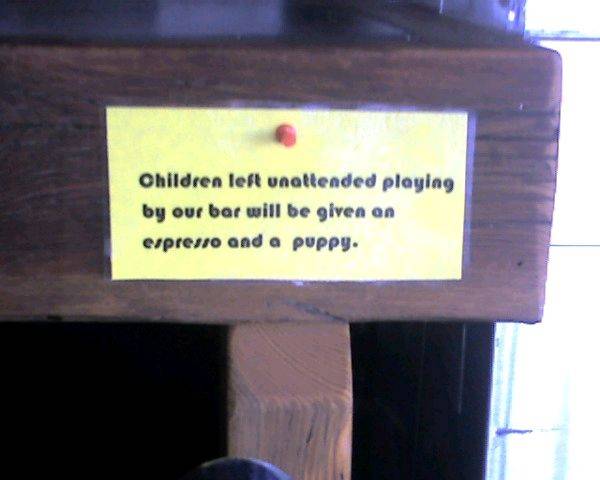 Children left unattended playing
by our bar will be given an
espresso and a puppy.